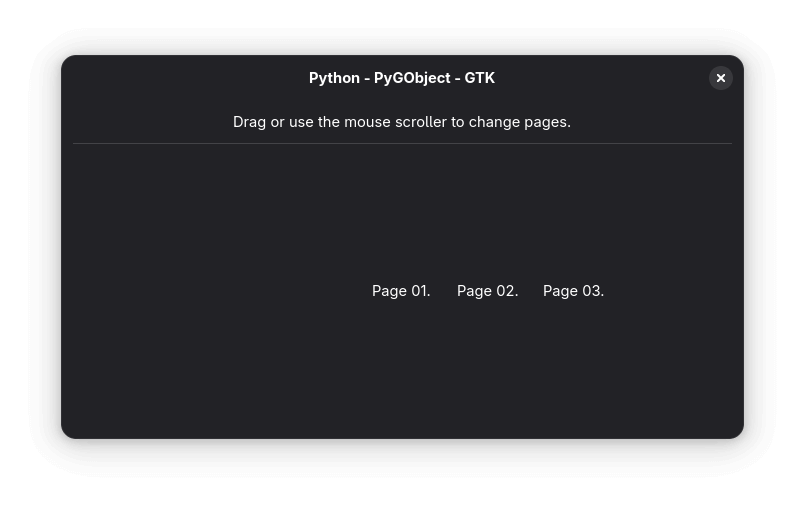 Python - PyGObject - GTK
Drag or use the mouse scroller to change pages.
Page 01. Page 02. Page 03.